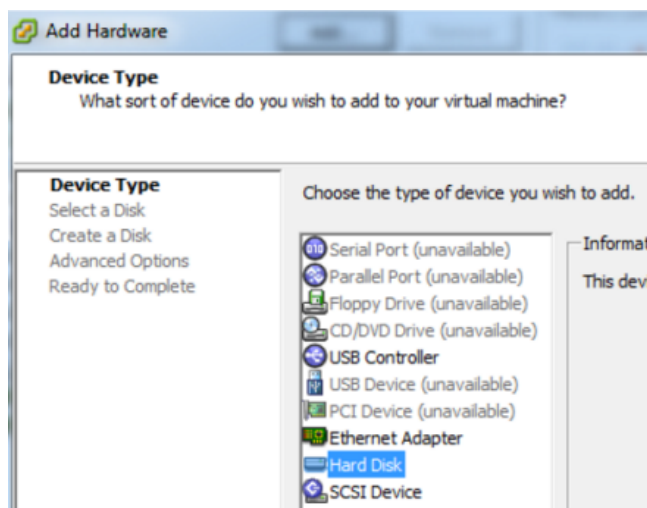 Add Hardware
Device Type
What sort of device do you wish to add to your virtual machine?
Device Type
Select a Disk
Create a Disk
Advanced Options
Ready to Complete
Choose the type of device you wish to add.
Serial Port (unavailable)
Parallel Port (unavailable)
Floppy Drive (unavailable)
CD/DVD Drive (unavailable)
USB Controller
USB Device (unavailable)
PCI Device (unavailable)
Ethernet Adapter
Hard Disk
SCSI Device
Informat
This devi